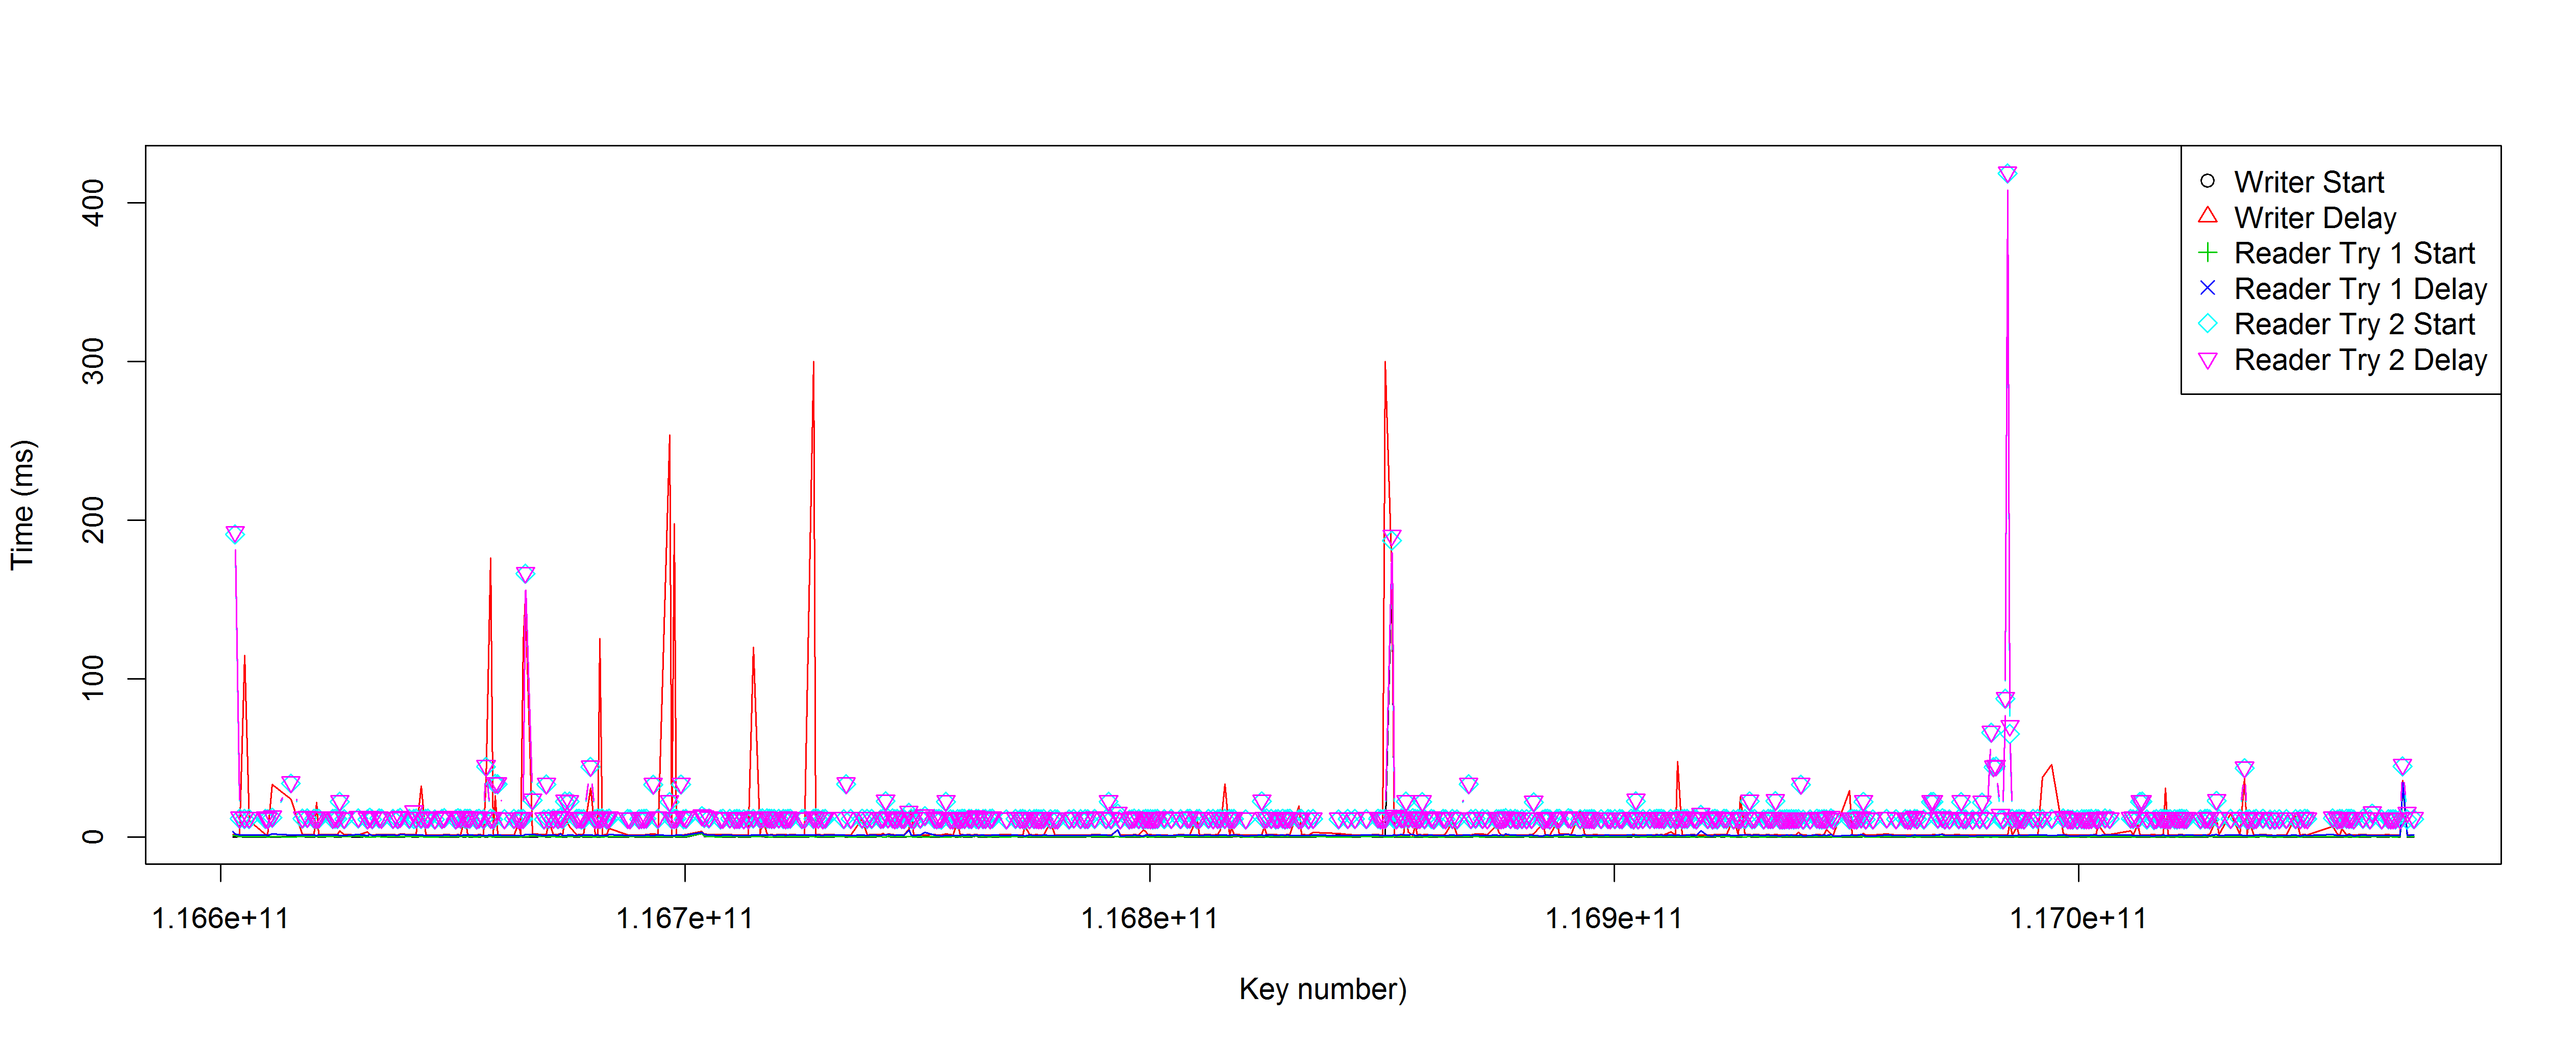 Writer Start
Writer Delay
Reader Try 1 Start
Reader Try 1 Delay
Reader Try 2 Start
Reader Try 2 Delay
400
300
200
100
0
Time (ms)
1.166e+11 1.167e+11 1.168e+11 1.169e+11 1.170e+11
Key number)